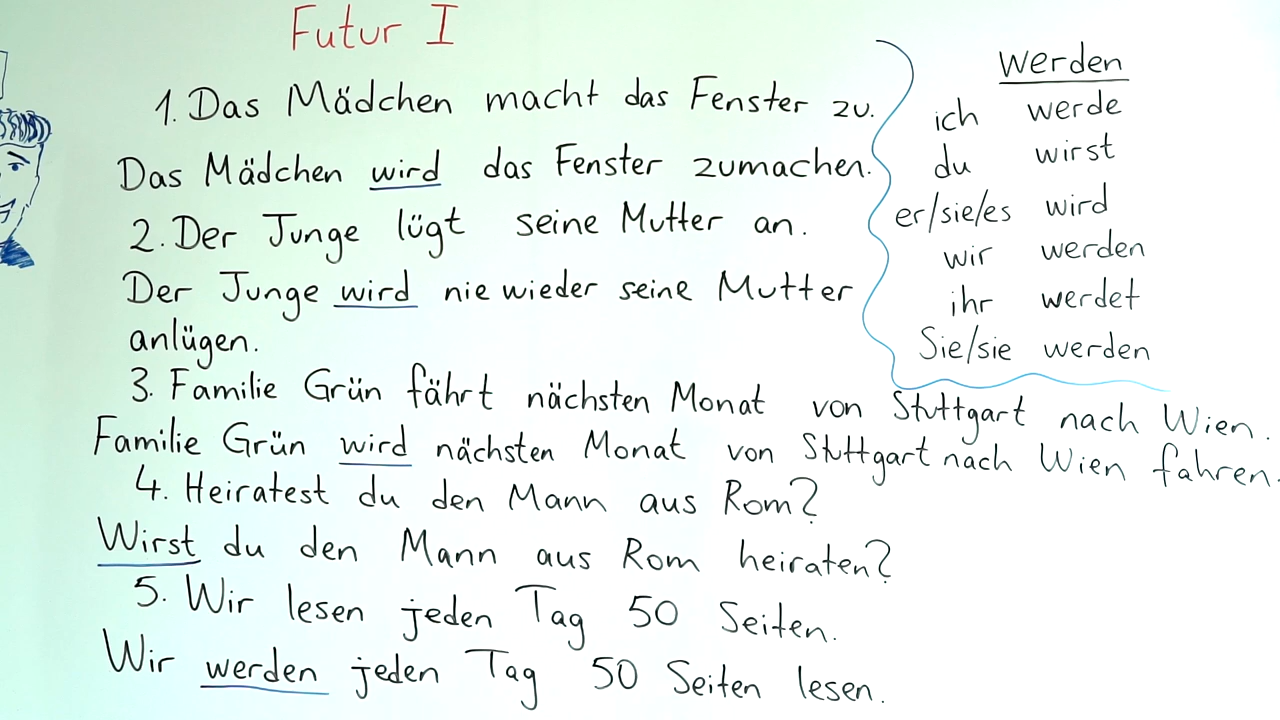 Futur I
1. Das Mädchen macht das Fenster zu.
Das Mädchen wird das Fenster zumachen.
2. Der Junge lügt seine Mutter an.
Der Junge wird nie wieder seine Mutter
anlügen.
3. Familie Grün fährt nächsten Monat von Stuttgart nach Wien.
Familie Grün wird nächsten Monat von Stuttgart nach Wien fahren.
4. Heiratest du den Mann aus Rom?
Wirst du den Mann aus Rom heiraten?
5. Wir lesen jeden Tag 50 Seiten.
Wir werden jeden Tag 50 Seiten lesen.
werden
ich werde
du wirst
er/sie/es wird
wir werden
ihr werdet
Sie/sie werden